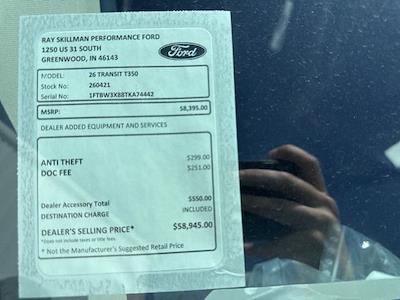 RAY SKILLMAN PERFORMANCE FORD
1250 US 31 SOUTH
GREENWOOD, IN 46143
Ford
MODEL: 26 TRANSIT T350
Stock No: 260421
Serial No: 1FTBW3X88TKA74442
MSRP: 58,395.00
DEALER ADDED EQUIPMENT AND SERVICES
ANTI THEFT $299.00
DOC FEE $251.00
Dealer Accessory Total $550.00
DESTINATION CHARGE INCLUDED
DEALER'S SELLING PRICE* $58,945.00
*Does not include taxes or title fees
* Not the Manufacturer's Suggested Retail Price